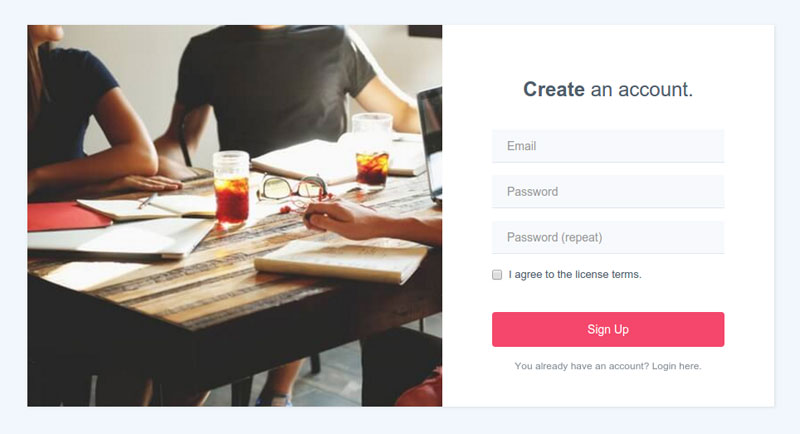 Create an account.
Email
Password
Password (repeat)
I agree to the license terms.
Sign Up
You already have an account? Login here.